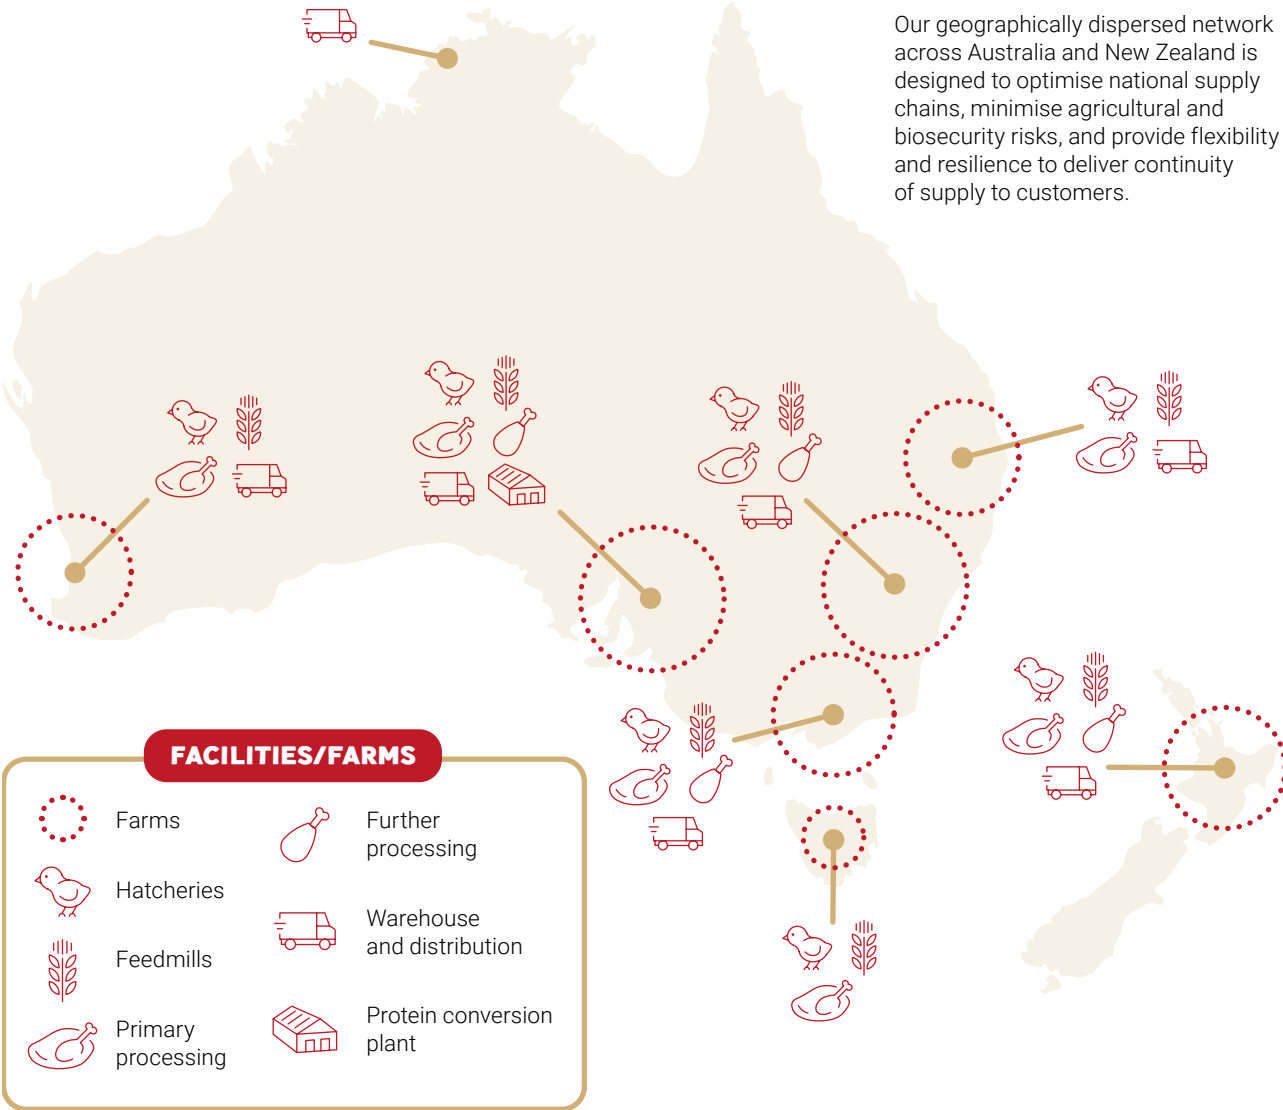 Our geographically dispersed network
across Australia and New Zealand is
designed to optimise national supply
chains, minimise agricultural and
biosecurity risks, and provide flexibility
and resilience to deliver continuity
of supply to customers.
FACILITIES/FARMS
Farms
Hatcheries
Feedmills
Primary
processing
Further
processing
Warehouse
and distribution
Protein conversion
plant